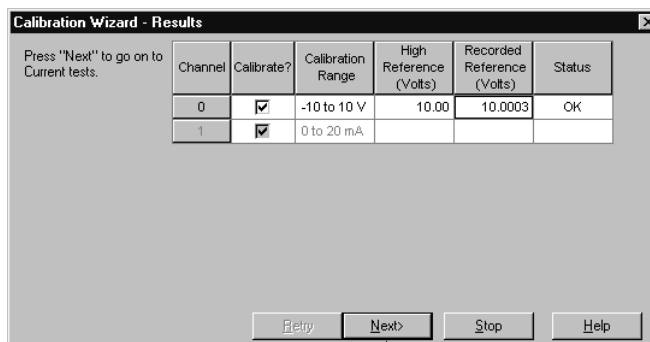 Calibration Wizard - Results
Press "Next" to go on to
Current tests.
Channel Calibrate? Calibration Range High Reference (Volts) Recorded Reference (Volts) Status
0 -10 to 10 V 10.00 10.0003 OK
1 0 to 20 mA
Retry Next> Stop Help